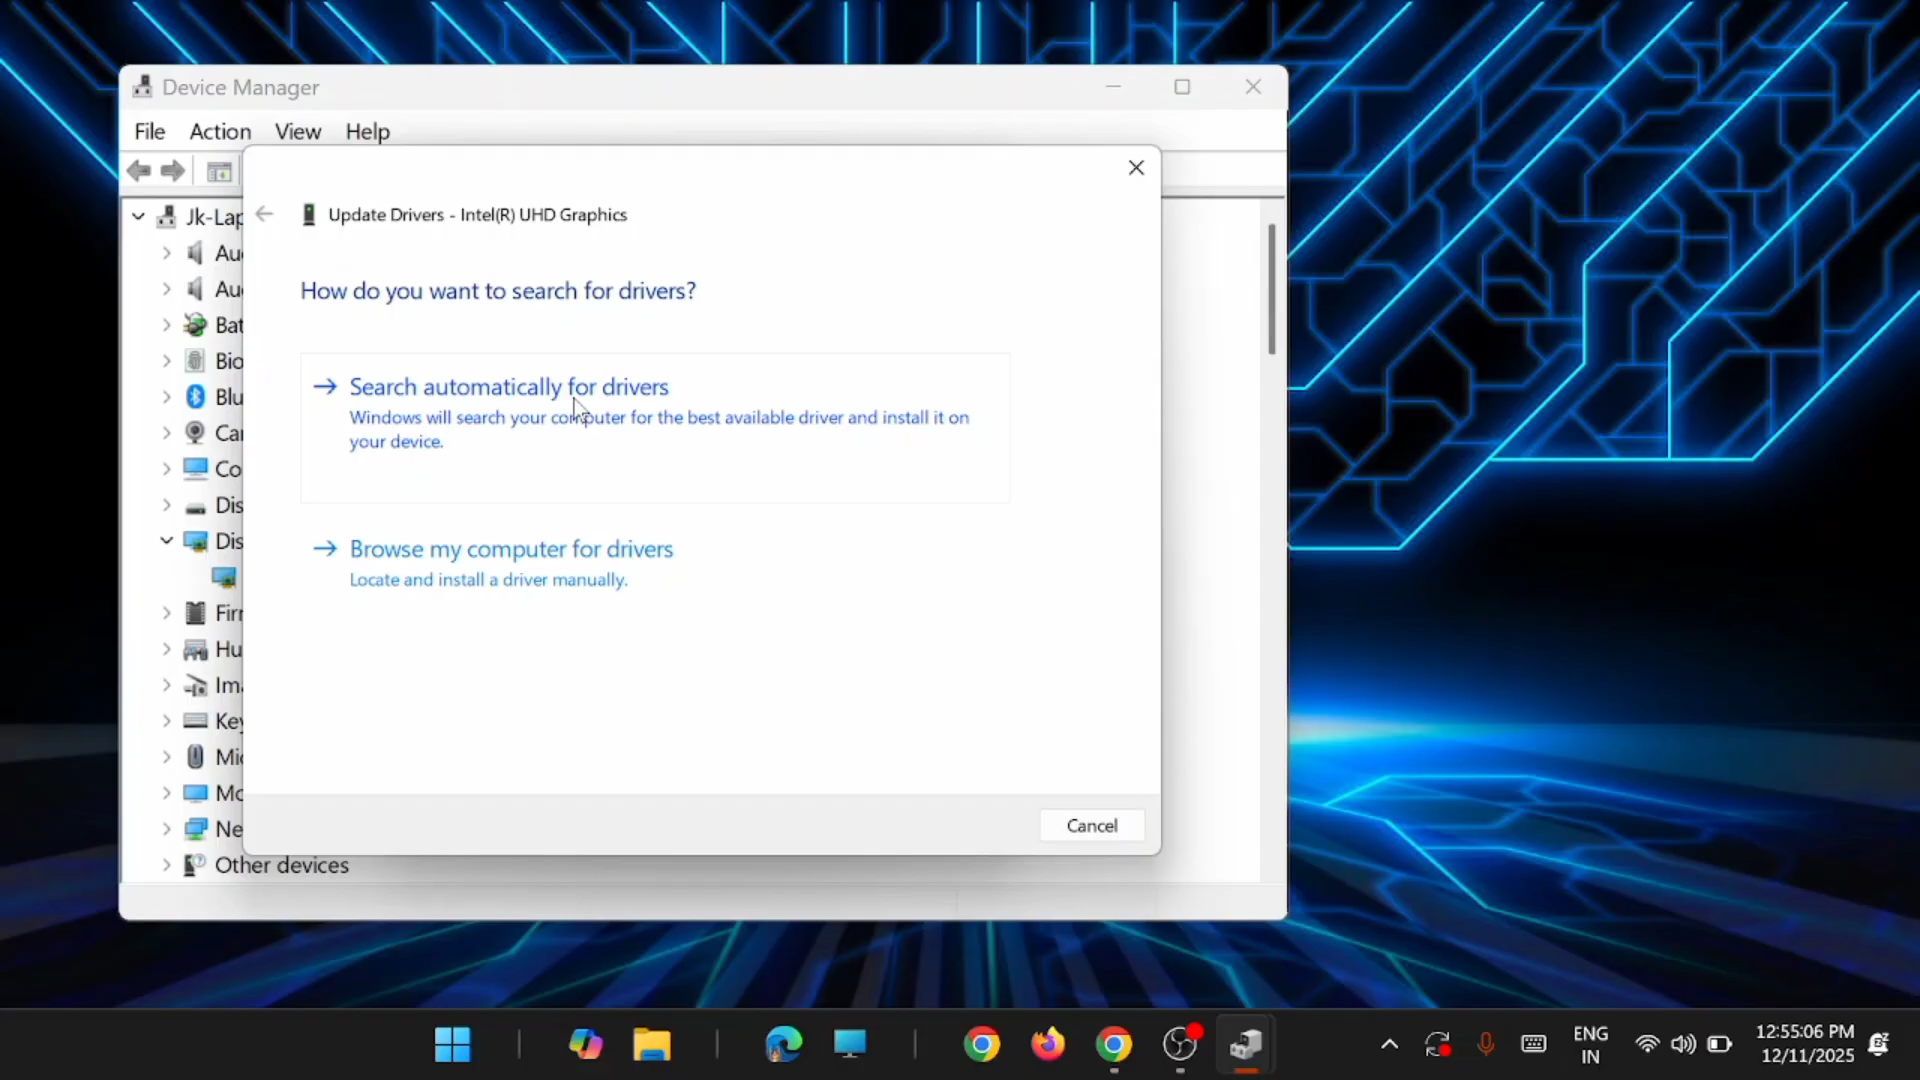 Device Manager
File Action View Help
Update Drivers - Intel(R) UHD Graphics
How do you want to search for drivers?
Search automatically for drivers
Windows will search your computer for the best available driver and install it on
your device.
Browse my computer for drivers
Locate and install a driver manually.
Cancel
Jk-Lap
Au
Au
Bat
Bio
Blu
Car
Co
Dis
Dis
Fir
Hu
Ima
Key
Mic
Mo
Ne
Other devices
ENG
IN
12:55:06 PM
12/11/2025